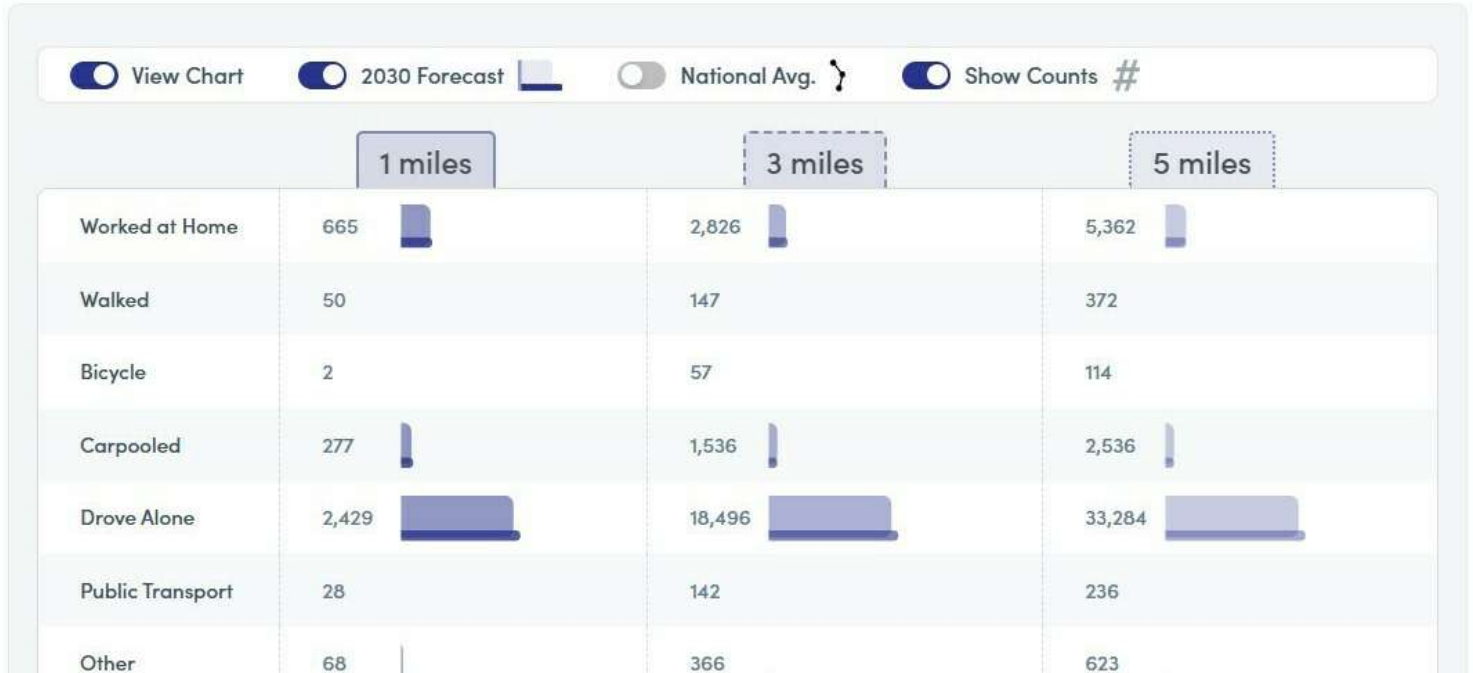 View Chart 2030 Forecast National Avg. Show Counts #
1 miles 3 miles 5 miles
Worked at Home 665 2,826 5,362
Walked 50 147 372
Bicycle 2 57 114
Carpooled 277 1,536 2,536
Drove Alone 2,429 18,496 33,284
Public Transport 28 142 236
Other 68 366 623